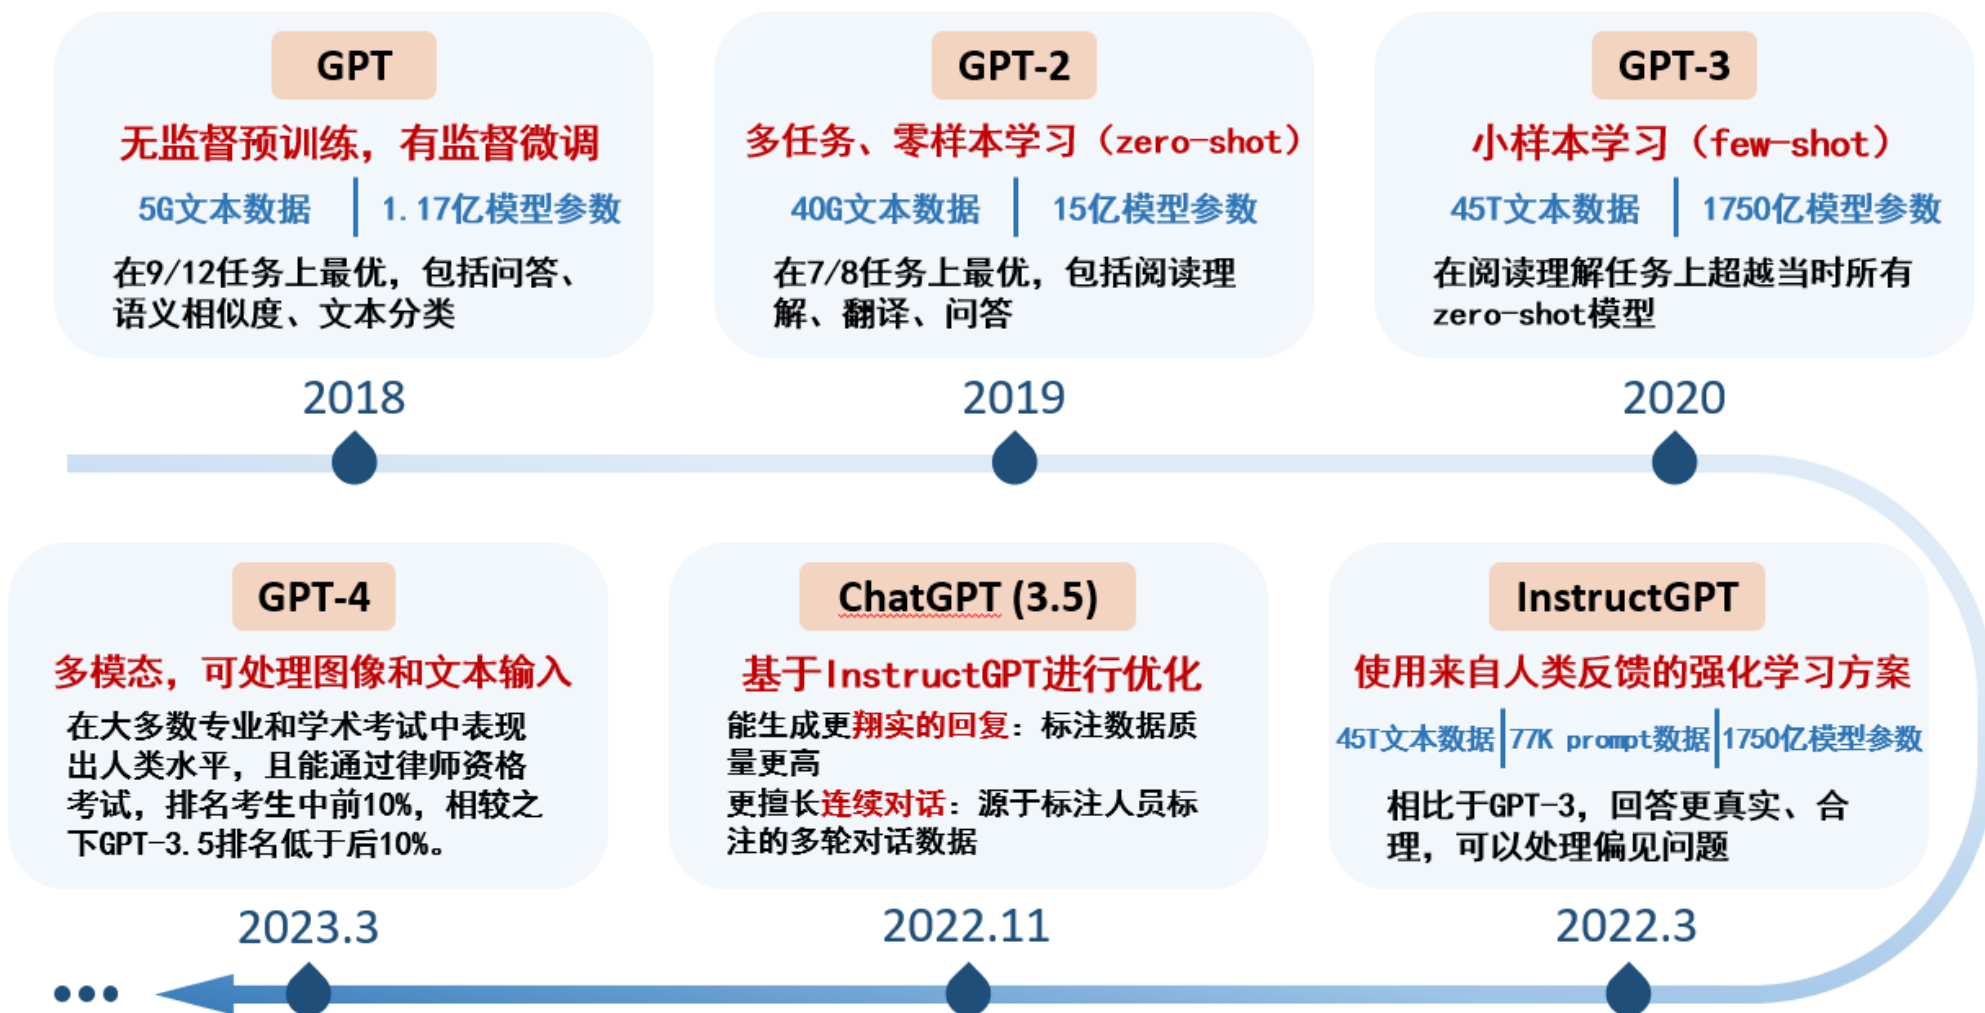 GPT
无监督预训练，有监督微调
5G文本数据
1.17亿模型参数
在9/12任务上最优，包括问答、
语义相似度、文本分类
2018
GPT-2
多任务、零样本学习（zero-shot）
40G文本数据
15亿模型参数
在7/8任务上最优，包括阅读理
解、翻译、问答
2019
GPT-3
小样本学习（few-shot）
45T文本数据
1750亿模型参数
在阅读理解任务上超越当时所有
zero-shot模型
2020
InstructGPT
使用来自人类反馈的强化学习方案
45T文本数据
77K prompt数据
1750亿模型参数
相比于GPT-3，回答更真实、合
理，可以处理偏见问题
2022.3
ChatGPT (3.5)
基于InstructGPT进行优化
能生成更翔实的回复：标注数据质
量更高
更擅长连续对话：源于标注人员标
注的多轮对话数据
2022.11
GPT-4
多模态，可处理图像和文本输入
在大多数专业和学术考试中表现
出人类水平，且能通过律师资格
考试，排名考生中前10%，相较之
下GPT-3.5排名低于后10%。
2023.3